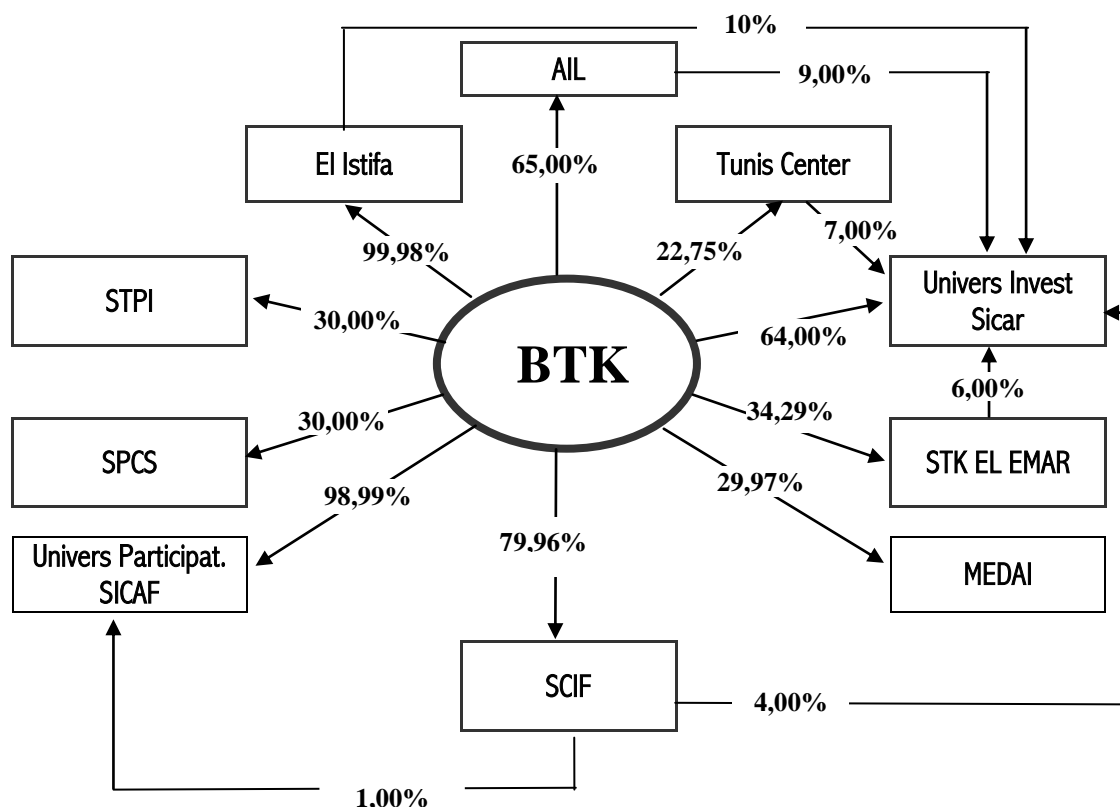 10%
AIL
9,00%
El Istifa
65,00%
Tunis Center
99,98%
22,75%
7,00%
STPI
30,00%
Univers Invest
Sicar
64,00%
BTK
6,00%
34,29%
30,00%
SPCS
STK EL EMAR
98,99%
29,97%
79,96%
Univers Participat.
SICAF
MEDAI
SCIF
4,00%
1,00%